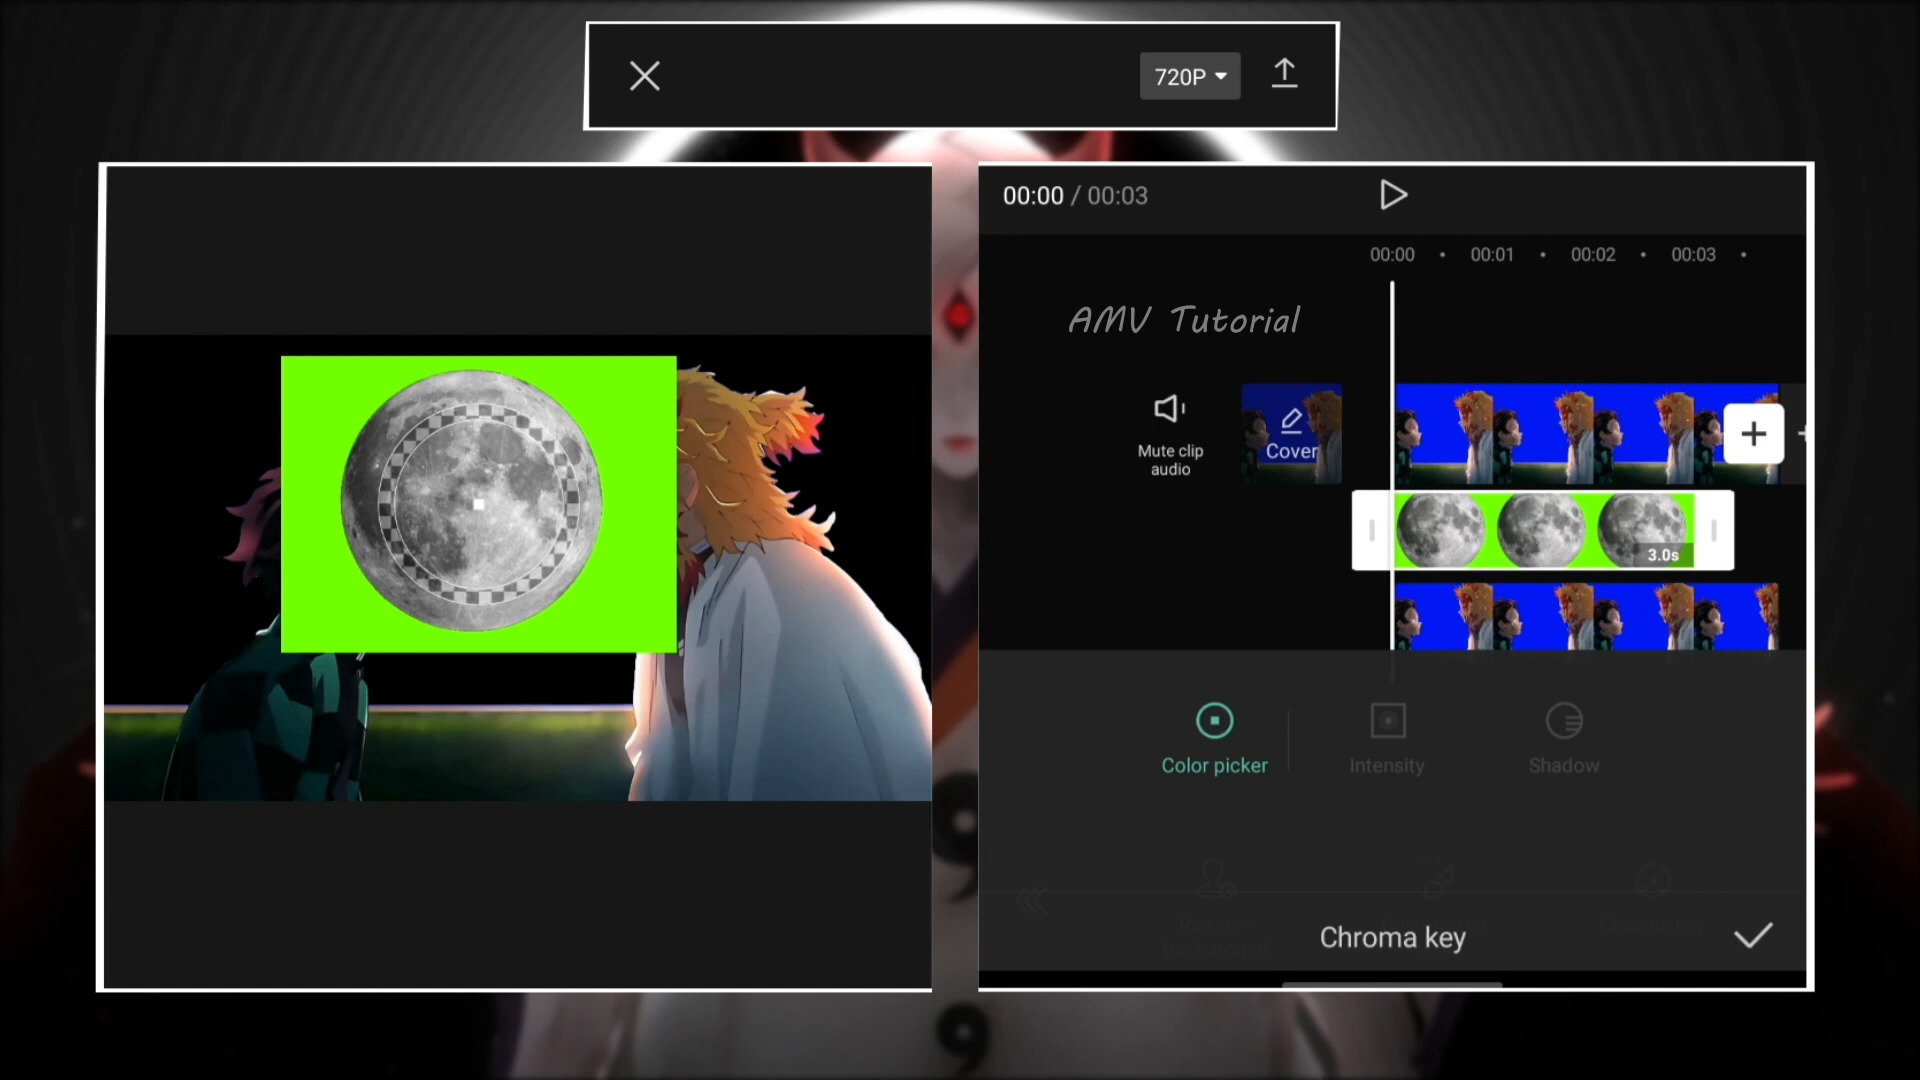 720P
00:00 / 00:03
00:00 00:01 00:02 00:03
AMV Tutorial
Mute clip
audio
Cover
3.0s
Color picker
Intensity
Shadow
Chroma key